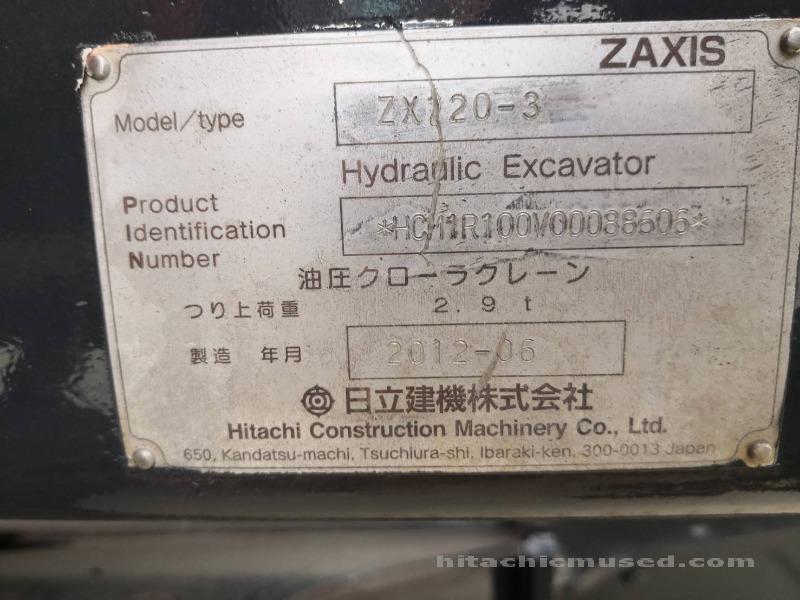 ZAXIS
Model/type ZX220-3
Hydraulic Excavator
Product
Identification
Number
*HCM1R100V00088606*
油圧クローラクレーン
つり上荷重 2.9 t
製造 年月 2012-06
日立建機株式会社
Hitachi Construction Machinery Co., Ltd.
650, Kandatsu-machi, Tsuchiura-shi, Ibaraki-ken, 300-0013 Japan
hitachicmused.com